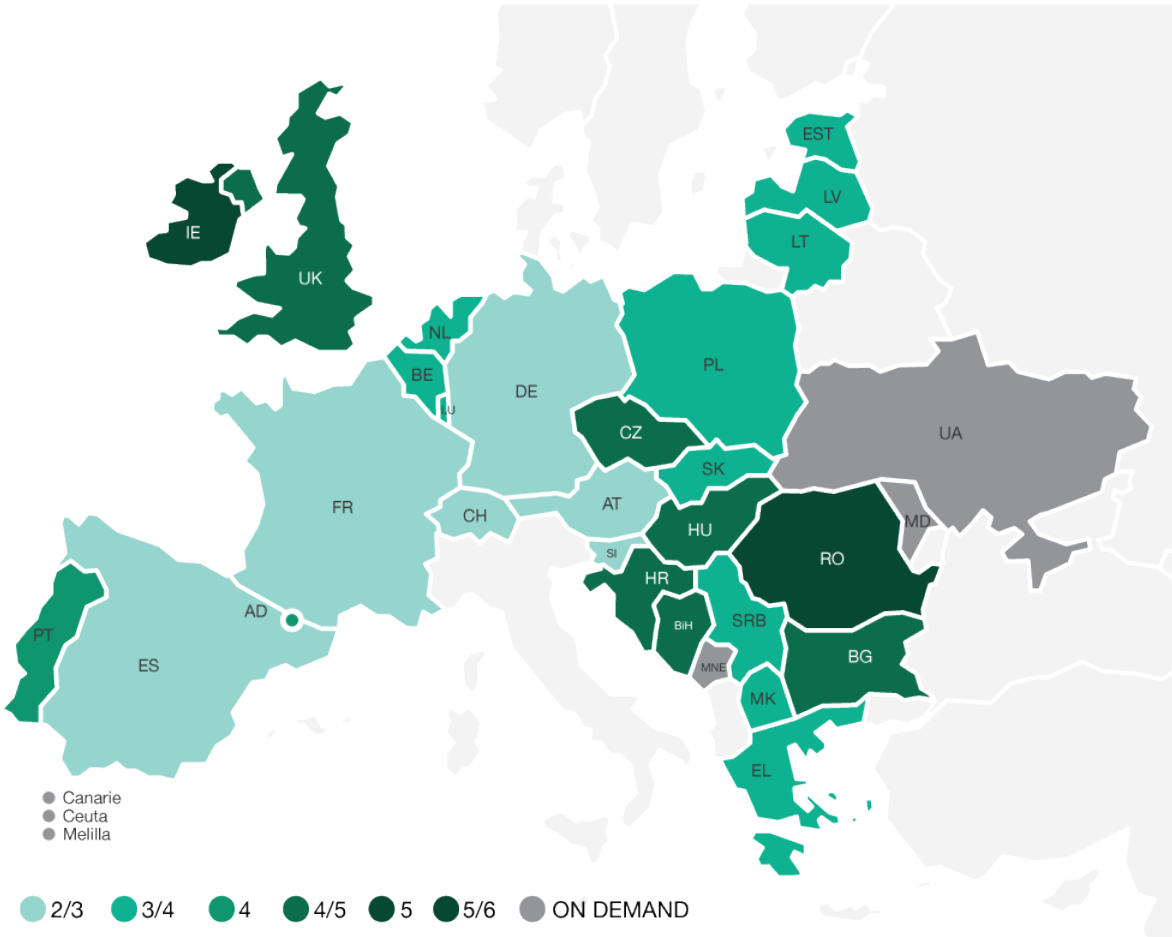 EST
LV
LT
IE
UK
NL
BE
LU
DE
PL
CZ
SK
UA
FR
CH
AT
HU
MD
SI
RO
HR
BiH
SRB
MNE
BG
MK
EL
AD
PT
ES
Canarie
Ceuta
Melilla
2/3 3/4 4 4/5 5 5/6 ON DEMAND